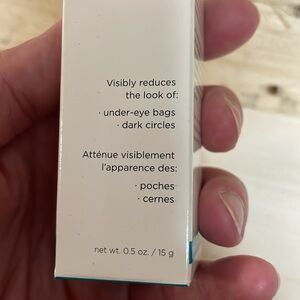 Visibly reduces
the look of:
· under-eye bags
· dark circles
Atténue visiblement
l'apparence des:
· poches
· cernes
net wt. 0.5 oz. / 15 g